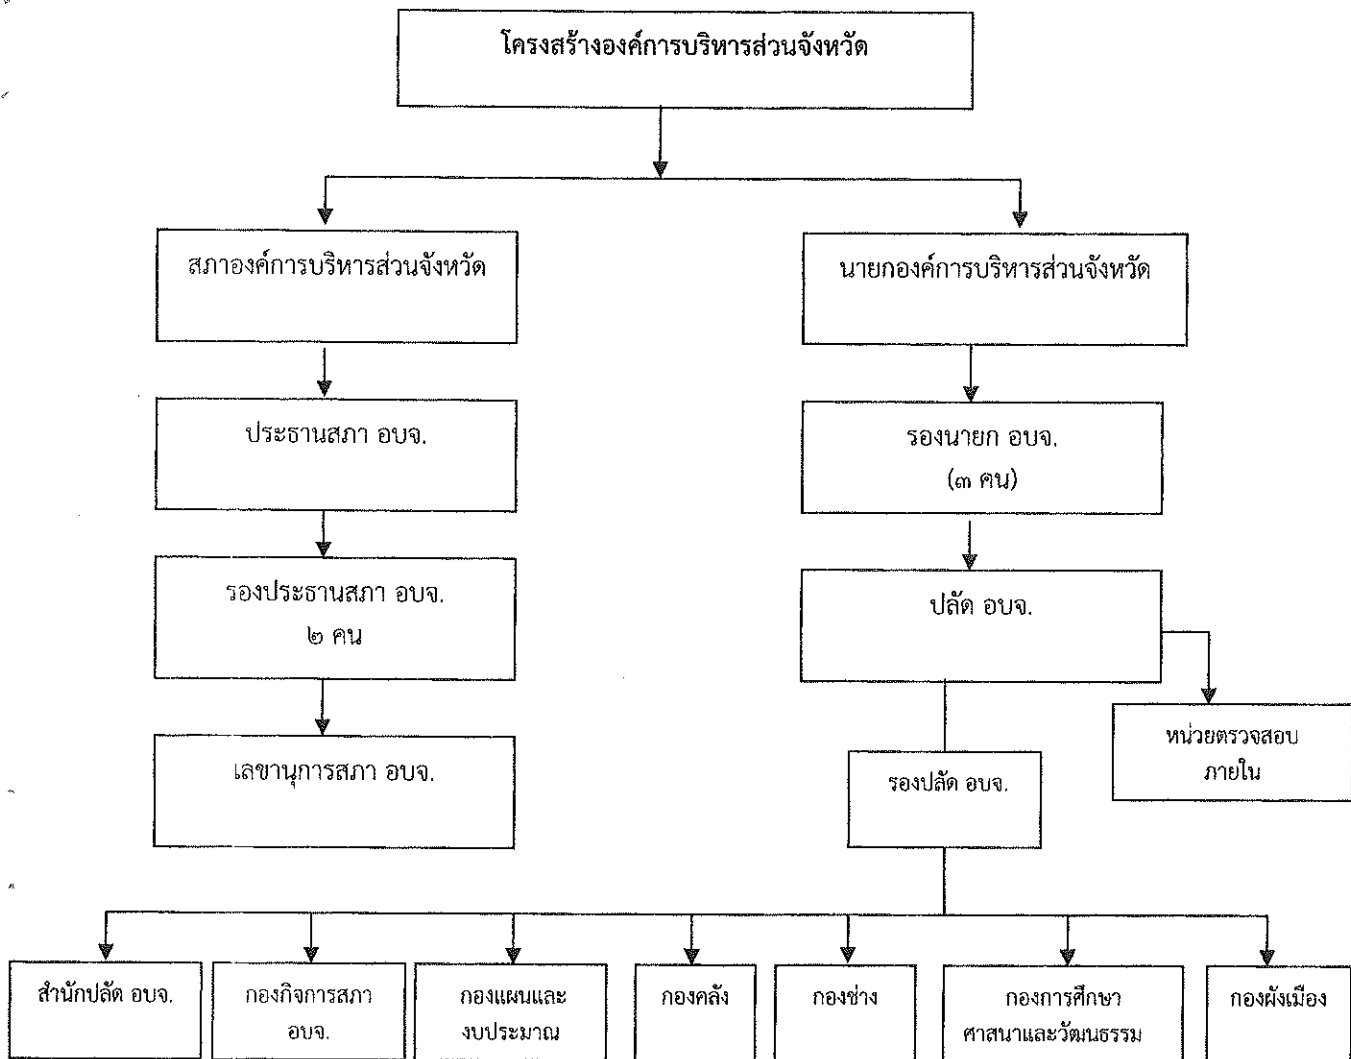 โครงสร้างองค์การบริหารส่วนจังหวัด
สภาองค์การบริหารส่วนจังหวัด
นายกองค์การบริหารส่วนจังหวัด
ประธานสภา อบจ.
รองนายก อบจ.
(๓ คน)
รองประธานสภา อบจ.
๒ คน
ปลัด อบจ.
หน่วยตรวจสอบ
ภายใน
เลขานุการสภา อบจ.
รองปลัด อบจ.
สำนักปลัด อบจ.
กองกิจการสภา
อบจ.
กองแผนและ
งบประมาณ
กองคลัง
กองช่าง
กองการศึกษา
ศาสนาและวัฒนธรรม
กองผังเมือง